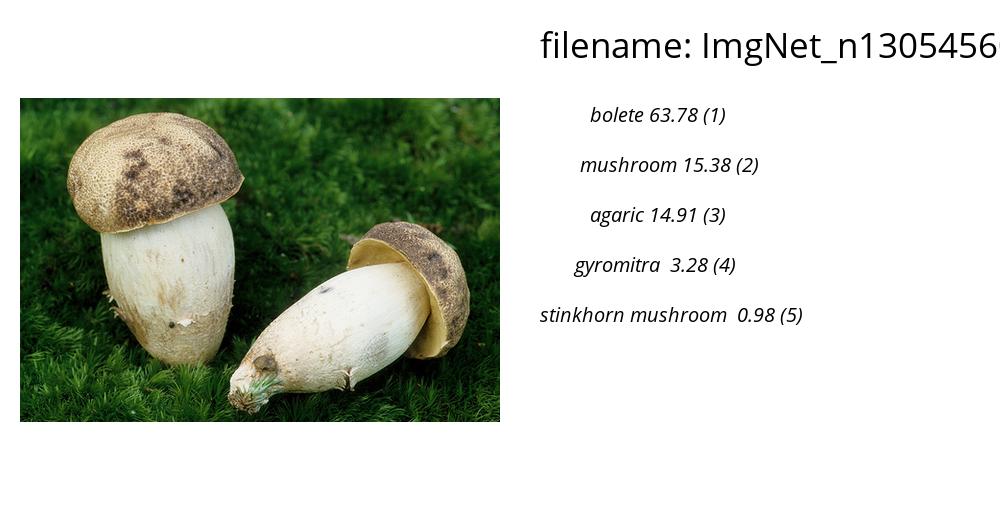 filename: ImgNet_n1305456
bolete 63.78 (1)
mushroom 15.38 (2)
agaric 14.91 (3)
gyromitra 3.28 (4)
stinkhorn mushroom 0.98 (5)